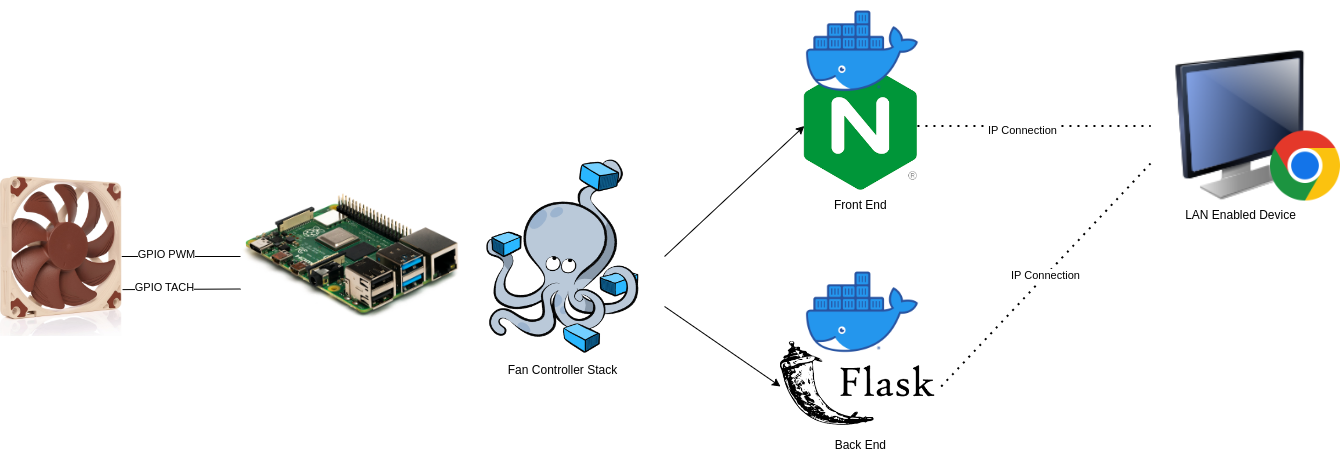 GPIO PWM
GPIO TACH
Fan Controller Stack
N
®
Front End
Flask
Back End
IP Connection
IP Connection
LAN Enabled Device